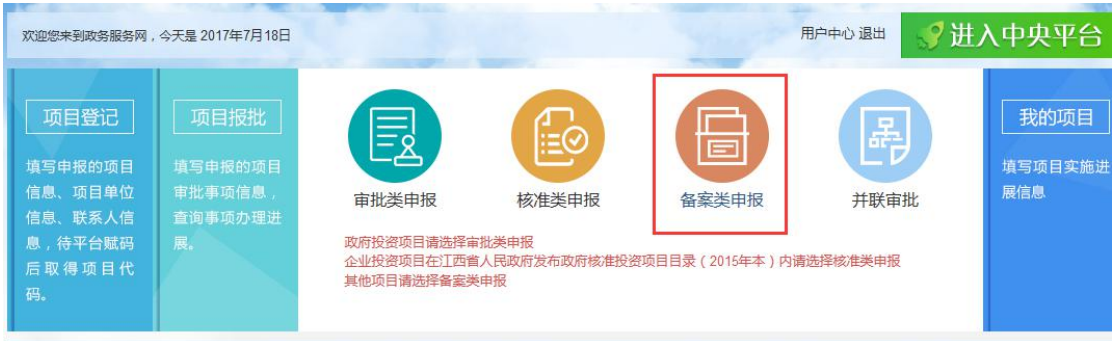 欢迎您来到政务服务网，今天是 2017年7月18日
用户中心 退出
进入中央平台
项目登记
填写申报的项目
信息、项目单位
信息、联系人信
息，待平台赋码
后取得项目代
码。
项目报批
填写申报的项目
审批事项信息，
查询事项办理进
展。
审批类申报
核准类申报
备案类申报
并联审批
政府投资项目请选择审批类申报
企业投资项目在江西省人民政府发布政府核准投资项目目录（2015年本）内请选择核准类申报
其他项目请选择备案类申报
我的项目
填写项目实施进
展信息